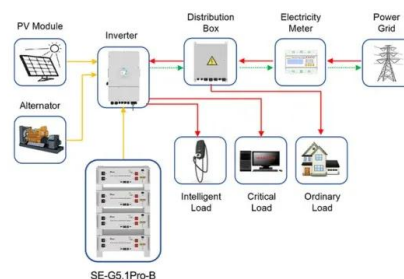 PV Module
Inverter
Distribution
Box
Electricity
Meter
Power
Grid
Alternator
Intelligent
Load
Critical
Load
Ordinary
Load
SE-G5.1Pro-B